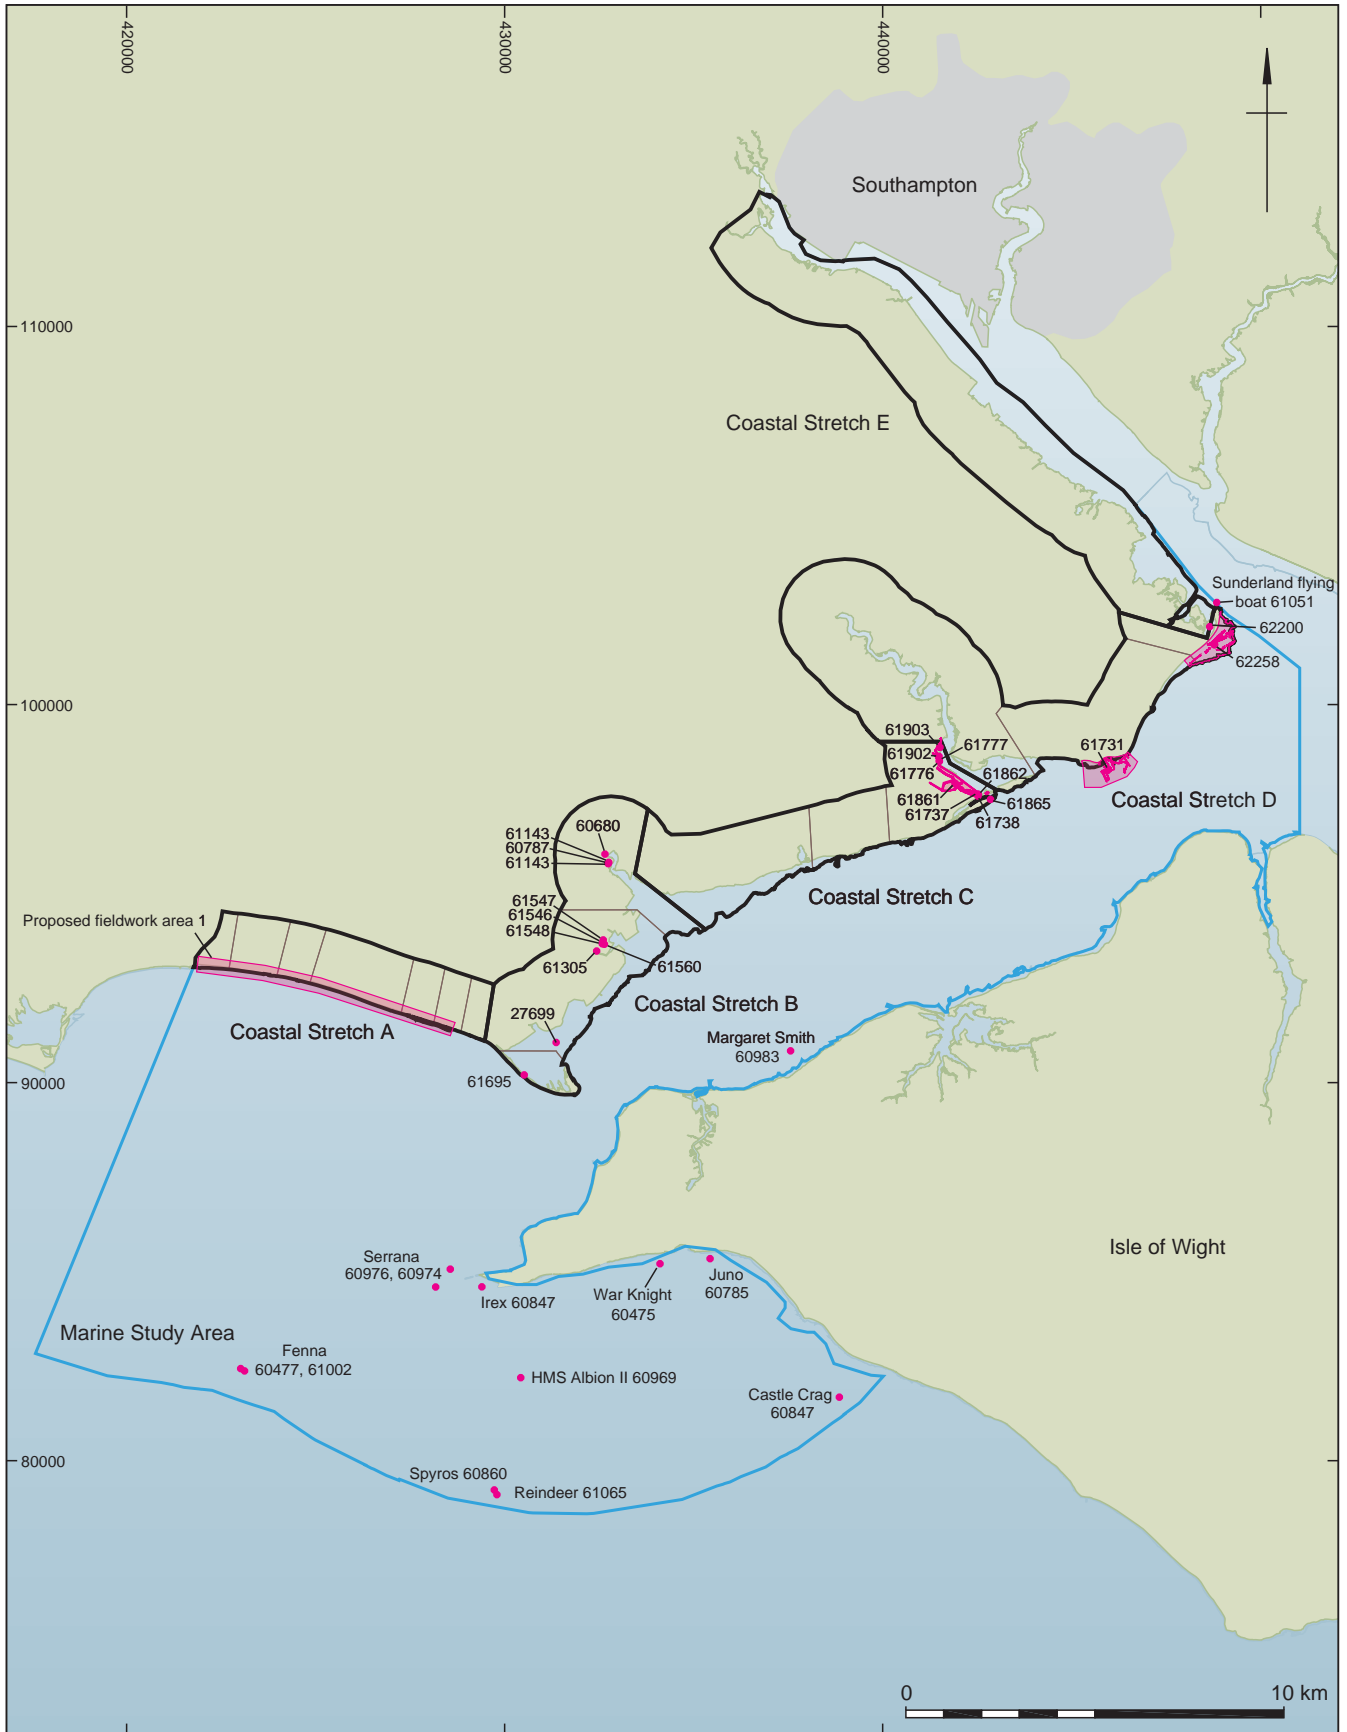 420000
430000
440000
Southampton
110000
Coastal Stretch E
Sunderland flying
boat 61051
62200
62258
100000
61903
61902
61777
61776
61862
61861
61865
61737
61738
61731
Coastal Stretch D
61143
60787
61143
60680
Coastal Stretch C
61547
61546
61548
61305
61560
Proposed fieldwork area 1
Coastal Stretch B
Coastal Stretch A
27699
Margaret Smith
60983
90000
61695
Isle of Wight
Serrana
60976, 60974
Irex 60847
War Knight
60475
Juno
60785
Marine Study Area
Fenna
60477, 61002
HMS Albion II 60969
Castle Crag
60847
80000
Spyros 60860
Reindeer 61065
0
10 km